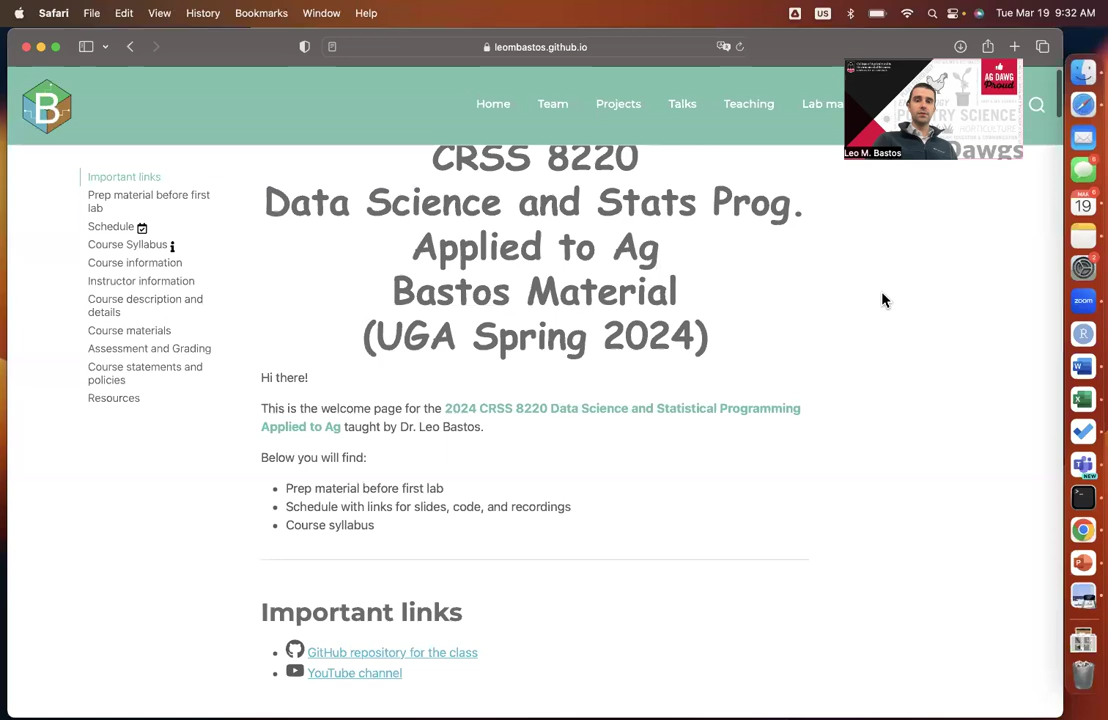 Safari File Edit View History Bookmarks Window Help US Tue Mar 19 9:32 AM
leombastos.github.io
B Home Team Projects Talks Teaching Lab ma
AG DAWG
Proud
POULTRY SCIENCE
HORTICULTURE
Dawgs
Leo M. Bastos
CRSS 8220
Data Science and Stats Prog.
Applied to Ag
Bastos Material
(UGA Spring 2024)
Important links
Prep material before first
lab
Schedule
Course Syllabus
Course information
Instructor information
Course description and
details
Course materials
Assessment and Grading
Course statements and
policies
Resources
Hi there!
This is the welcome page for the 2024 CRSS 8220 Data Science and Statistical Programming
Applied to Ag taught by Dr. Leo Bastos.
Below you will find:
Prep material before first lab
Schedule with links for slides, code, and recordings
Course syllabus
Important links
GitHub repository for the class
YouTube channel
19
zoom
R
NEW